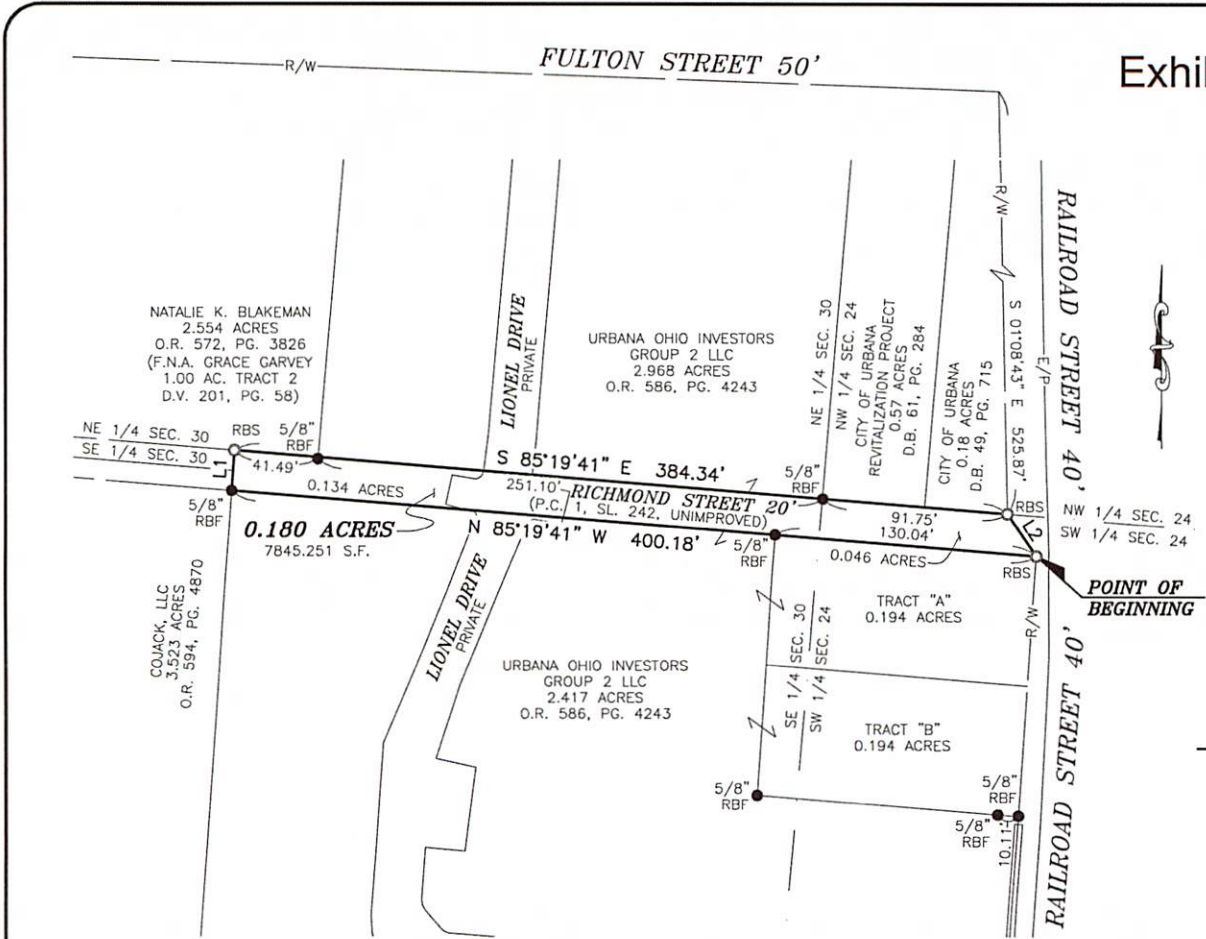 FULTON STREET 50'
R/W
Exhi
NATALIE K. BLAKEMAN
2.554 ACRES
O.R. 572, PG. 3826
(F.N.A. GRACE GARVEY
1.00 AC. TRACT 2
D.V. 201, PG. 58)
LIONEL DRIVE
PRIVATE
URBANA OHIO INVESTORS
GROUP 2 LLC
2.968 ACRES
O.R. 586, PG. 4243
NE 1/4 SEC. 30
NW 1/4 SEC. 24
CITY OF URBANA
REVITALIZATION PROJECT
0.57 ACRES
D.B. 61, PG. 284
CITY OF URBANA
0.18 ACRES
D.B. 49, PG. 715
R/W
S 01°08'43" E 525.87'
E/P
RAILROAD STREET 40'
NE 1/4 SEC. 30
SE 1/4 SEC. 30
RBS
5/8"
RBF
L1
41.49'
5/8"
RBF
0.134 ACRES
0.180 ACRES
7845.251 S.F.
S 85°19'41" E 384.34'
251.10'
RICHMOND STREET 20'
(P.C. 1, SL. 242, UNIMPROVED)
N 85°19'41" W 400.18'
5/8"
RBF
5/8"
RBF
91.75'
130.04'
0.046 ACRES
RBS
L2
RBS
NW 1/4 SEC. 24
SW 1/4 SEC. 24
POINT OF
BEGINNING
COJACK, LLC
3.523 ACRES
O.R. 594, PG. 4870
LIONEL DRIVE
PRIVATE
URBANA OHIO INVESTORS
GROUP 2 LLC
2.417 ACRES
O.R. 586, PG. 4243
SE 1/4 SEC. 30
SW 1/4 SEC. 24
TRACT "A"
0.194 ACRES
R/W
TRACT "B"
0.194 ACRES
5/8"
RBF
5/8"
RBF
5/8"
RBF
10.11'
RAILROAD STREET 40'